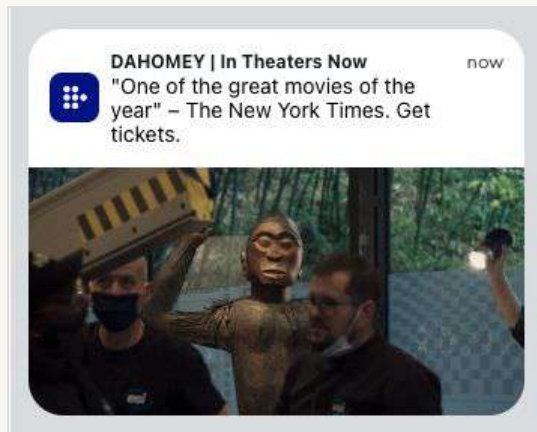 DAHOMEY | In Theaters Now
now
"One of the great movies of the
year" – The New York Times. Get
tickets.